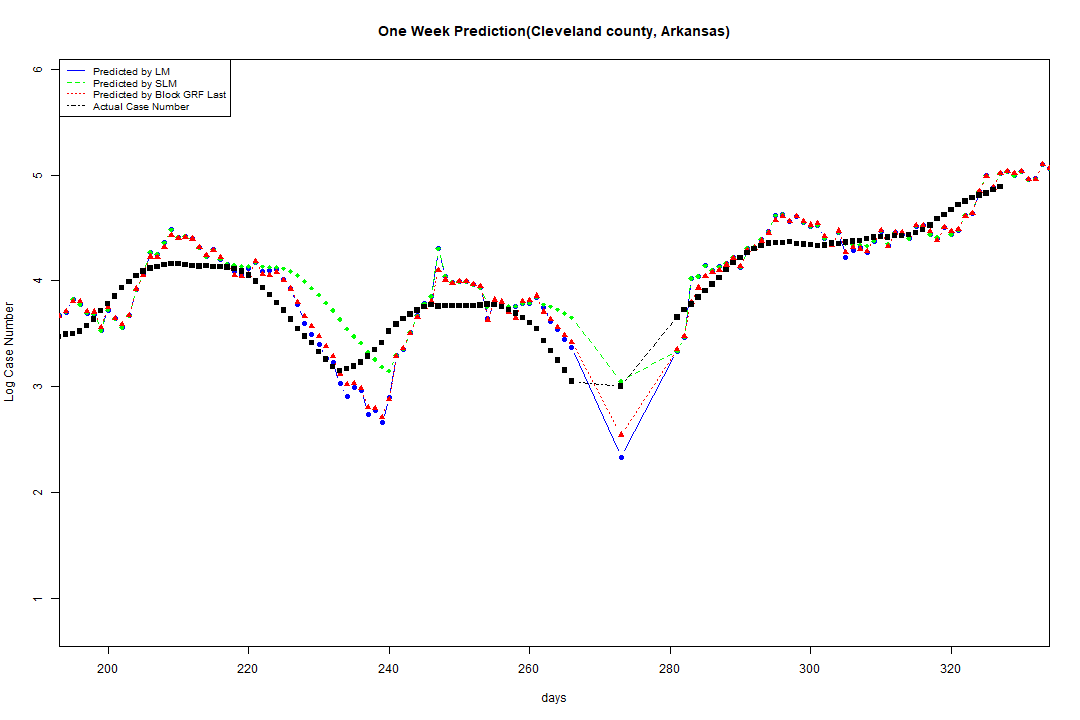 One Week Prediction(Cleveland county, Arkansas)
Predicted by LM
Predicted by SLM
Predicted by Block GRF Last
Actual Case Number
Log Case Number
6
5
4
3
2
1
200 220 240 260 280 300 320
days